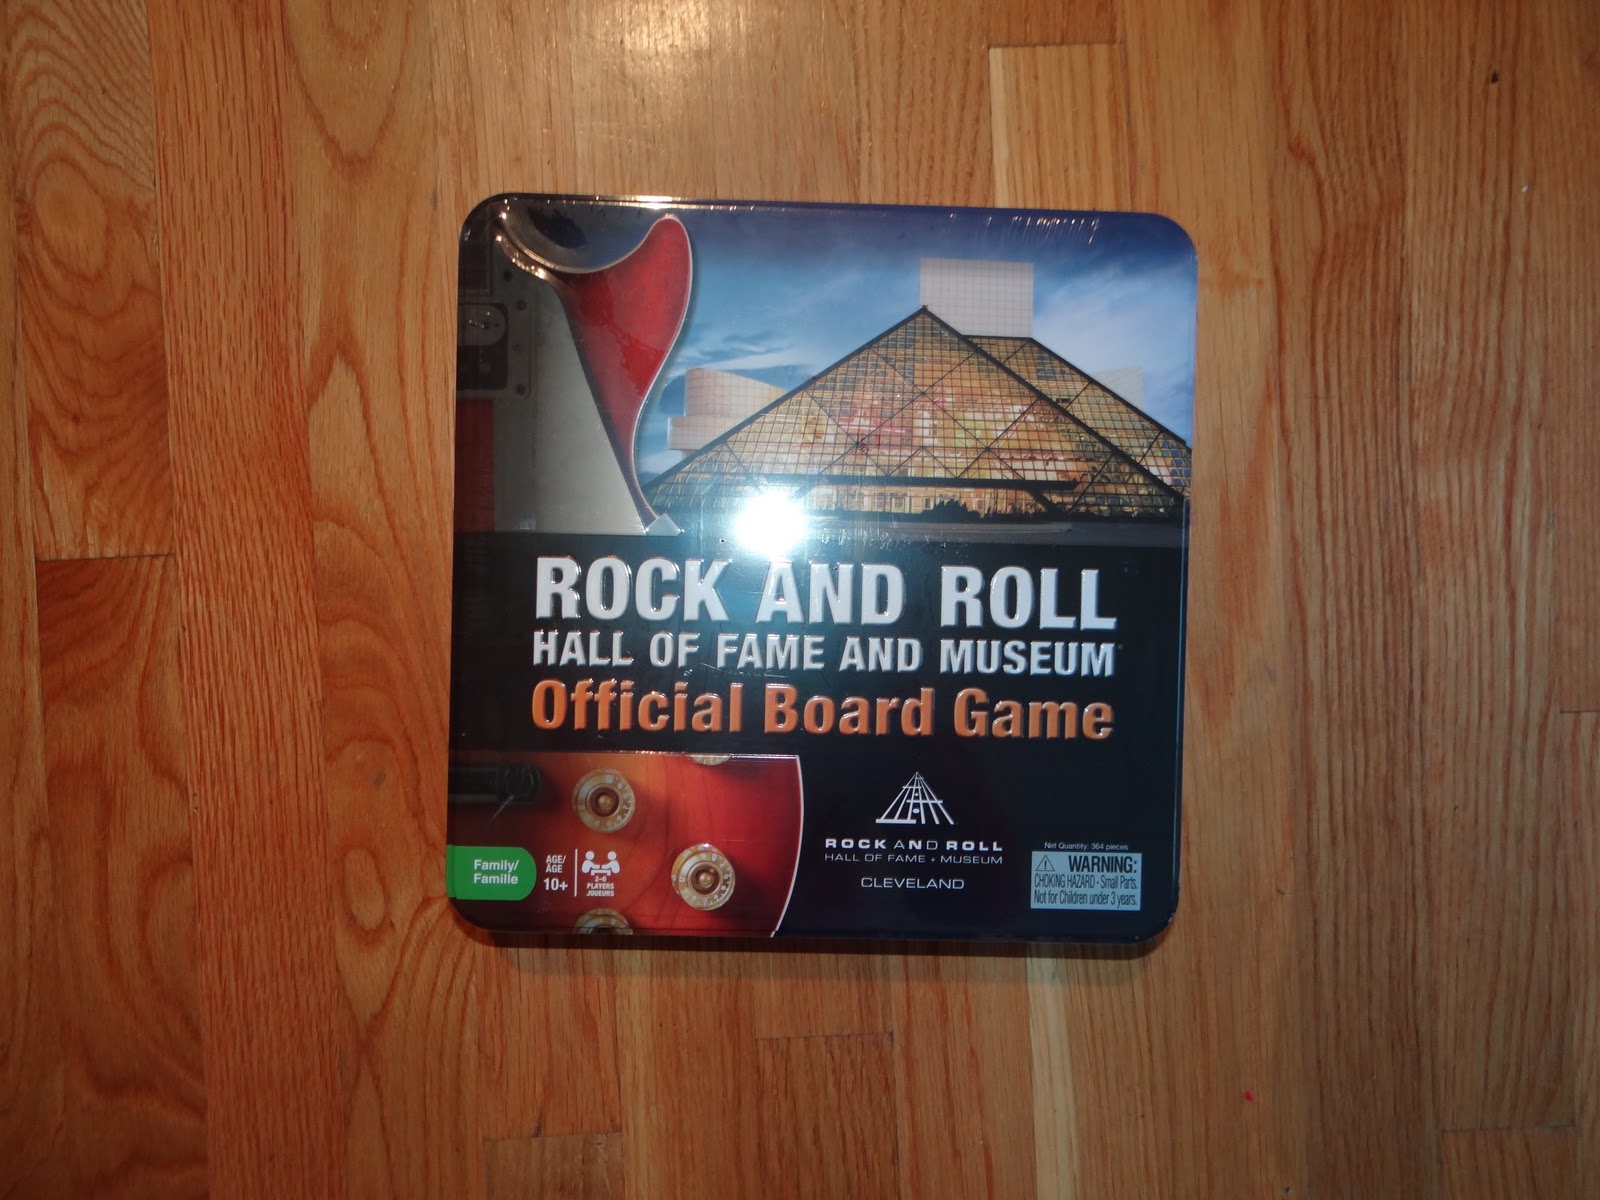 ROCK AND ROLL
HALL OF FAME AND MUSEUM
Official Board Game
Family/
Famille
AGE/
AGE
10+
2-6
PLAYERS
JOUEURS
ROCK AND ROLL
HALL OF FAME + MUSEUM
CLEVELAND
Net Quantity: 364 pieces
WARNING:
CHOKING HAZARD - Small Parts.
Not for Children under 3 years.